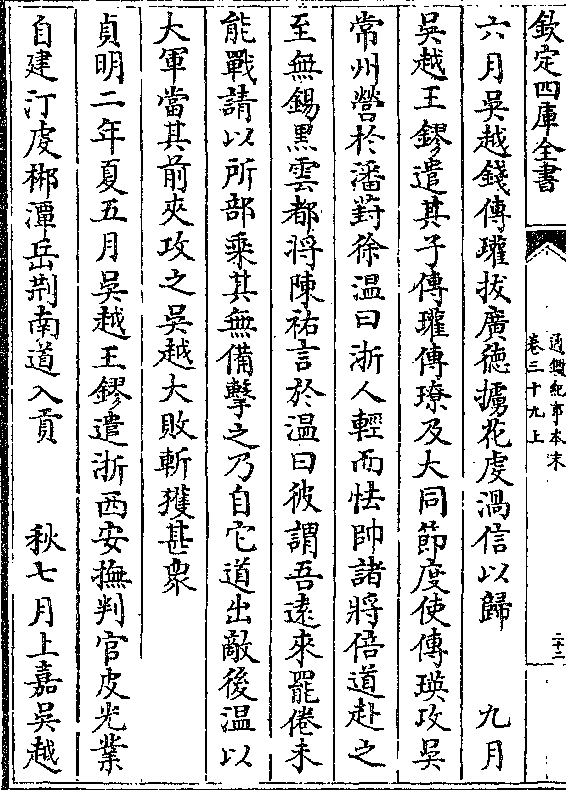 欽定四庫全書
通鑑紀事本末
卷三十九上
二十二
六月吳越錢傳瓘拔廣德擄花虔渦信以歸　九月
吳越王鏐遣其子傳瓘傳璙及大同節度使傳瑛攻吳
常州營於潘葑徐溫曰浙人輕而怯帥諸將倍道赴之
至無錫黑雲都將陳祐言於溫曰彼謂吾遠來罷倦未
能戰請以所部乘其無備擊之乃自它道出敵後溫以
大軍當其前夾攻之吳越大敗斬獲甚衆
貞明二年夏五月吳越王鏐遣浙西安撫判官皮光業
自建汀虔郴潭岳荆南道入貢　秋七月上嘉吳越